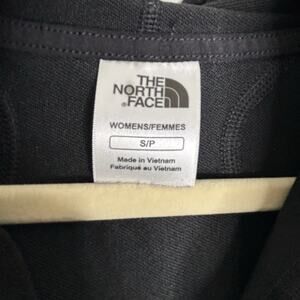 THE
NORTH
FACE
WOMENS/FEMMES
S/P
Made in Vietnam
Fabriqué au Vietnam